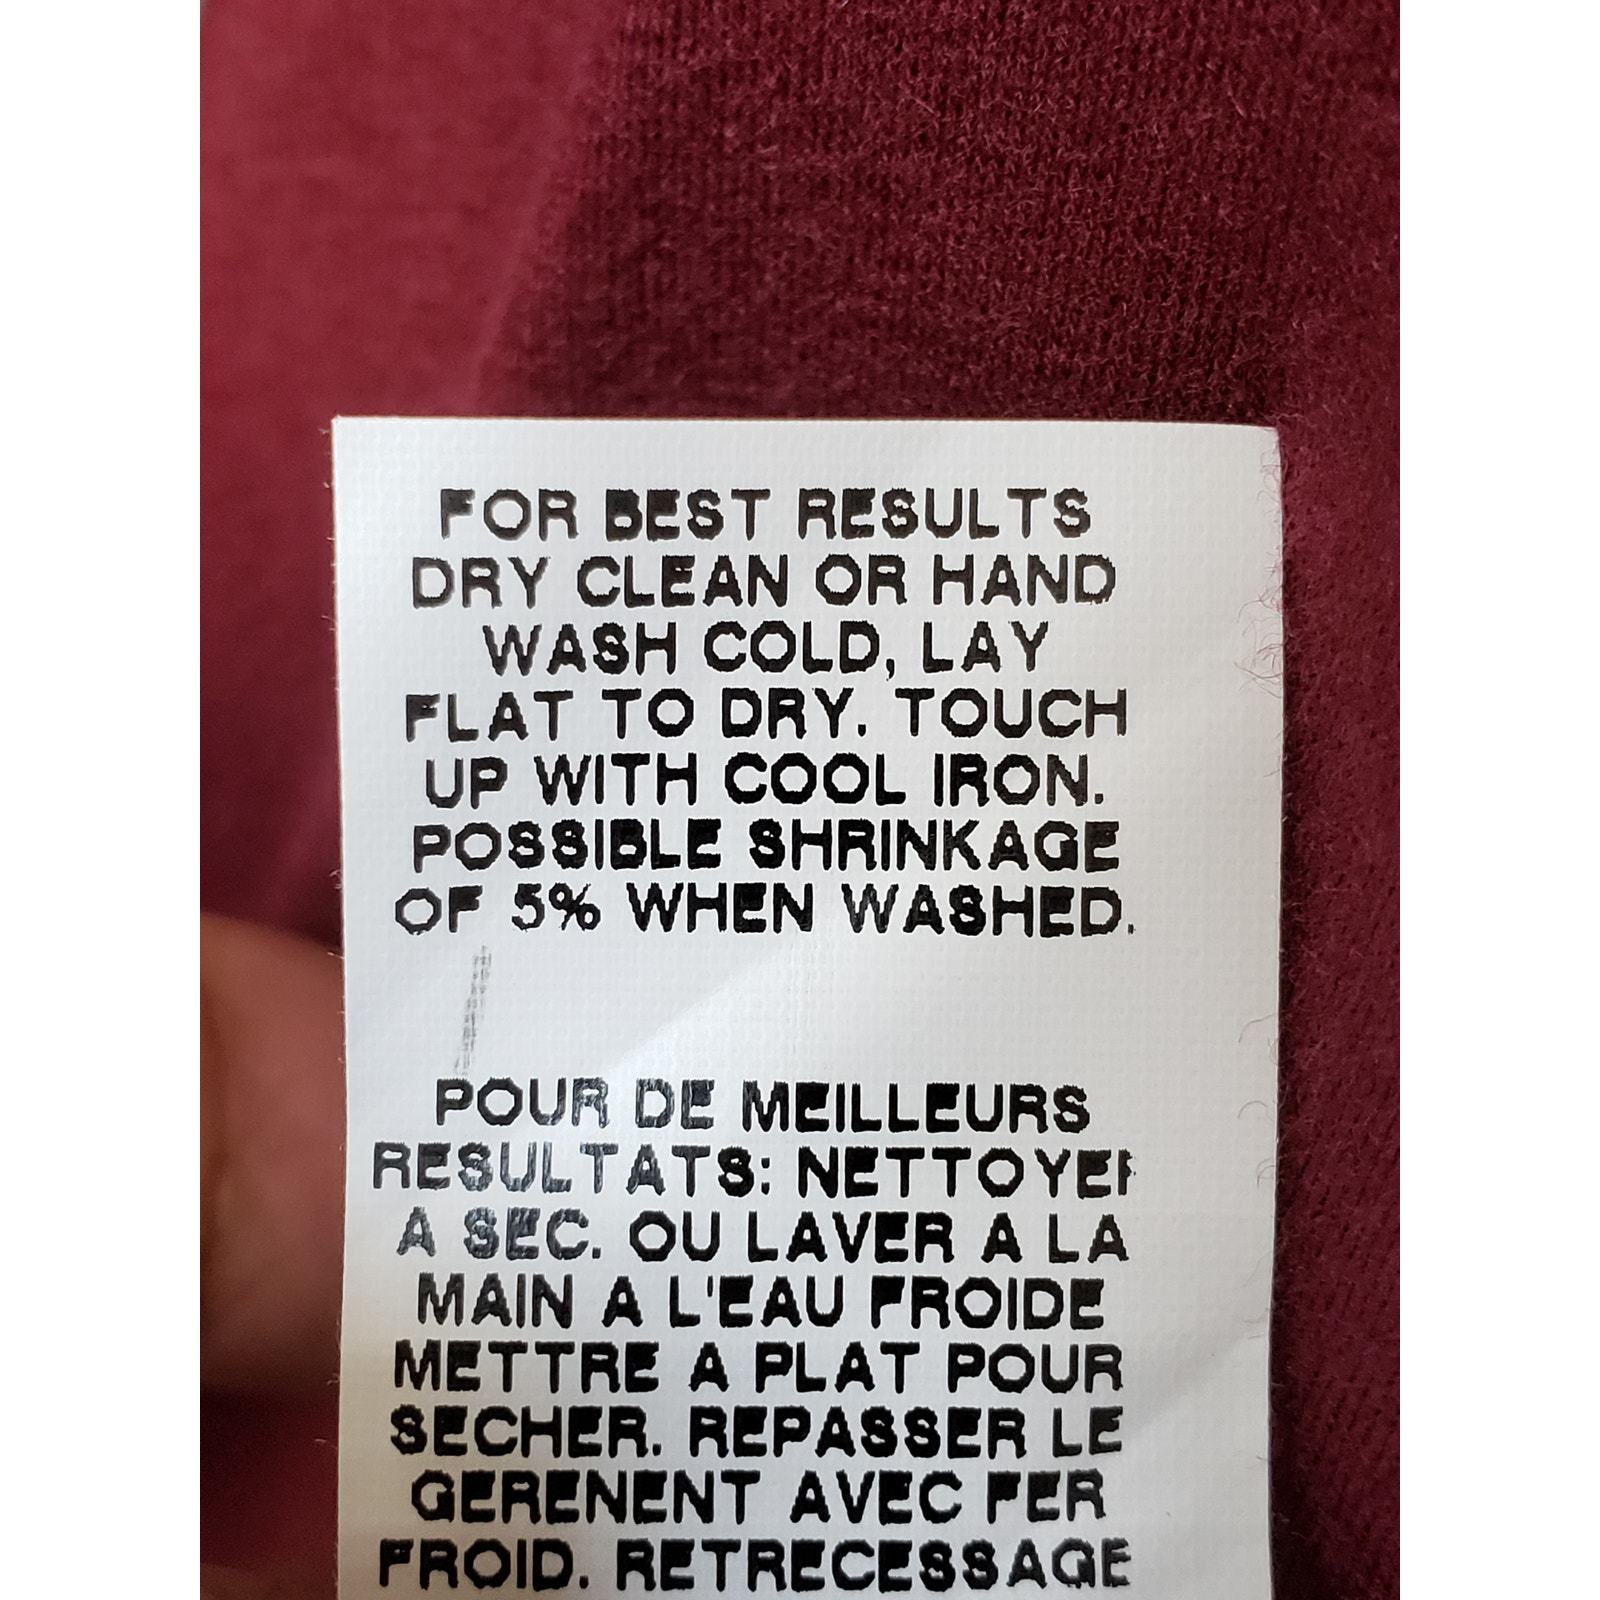 FOR BEST RESULTS
DRY CLEAN OR HAND
WASH COLD, LAY
FLAT TO DRY. TOUCH
UP WITH COOL IRON.
POSSIBLE SHRINKAGE
OF 5% WHEN WASHED.
POUR DE MEILLEURS
RESULTATS: NETTOYER
A SEC. OU LAVER A LA
MAIN A L'EAU FROIDE
METTRE A PLAT POUR
SECHER. REPASSER LE
GERENENT AVEC FER
FROID. RETRECESSAGE